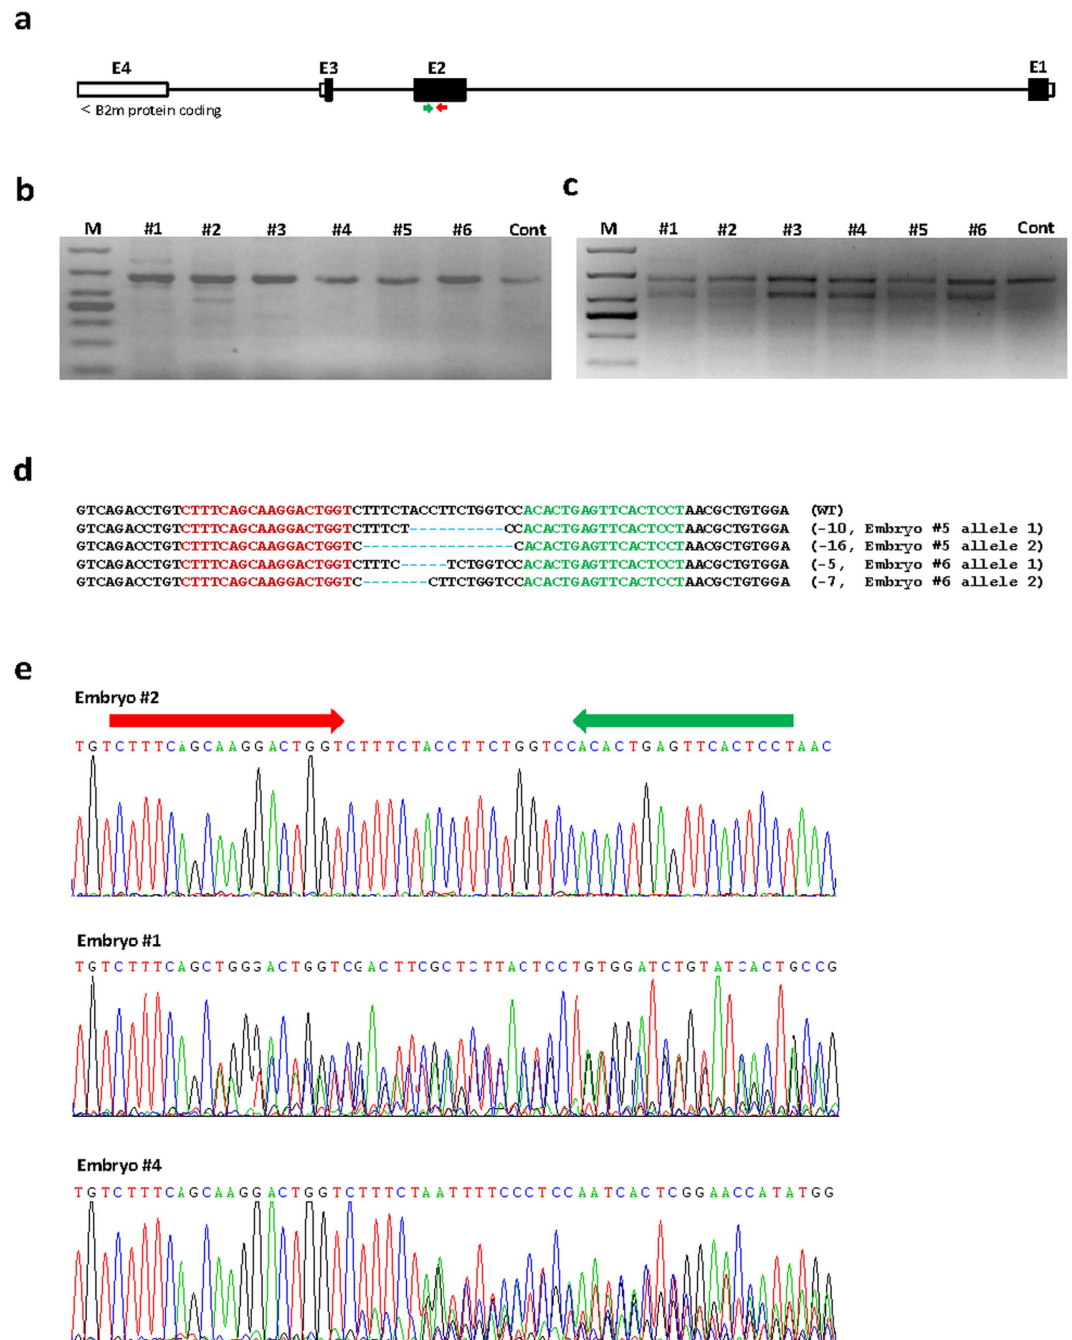 a
E4 E3 E2 E1
< B2m protein coding
b
M #1 #2 #3 #4 #5 #6 Cont
c
M #1 #2 #3 #4 #5 #6 Cont
d
GTCAGACCTGTCTTTCAGCAAGGACTGGTCTTTCTACCTTCTGGTCCACACTGAGTTCACTCCTAACGCTGTGGA (WT)
GTCAGACCTGTCTTTCAGCAAGGACTGGTCTTTCT----------CCACACTGAGTTCACTCCTAACGCTGTGGA (-10, Embryo #5 allele 1)
GTCAGACCTGTCTTTCAGCAAGGACTGGTC----------------CACACTGAGTTCACTCCTAACGCTGTGGA (-16, Embryo #5 allele 2)
GTCAGACCTGTCTTTCAGCAAGGACTGGTCTTTC-----TCTGGTCCACACTGAGTTCACTCCTAACGCTGTGGA (-5, Embryo #6 allele 1)
GTCAGACCTGTCTTTCAGCAAGGACTGGTC-------CTTCTGGTCCACACTGAGTTCACTCCTAACGCTGTGGA (-7, Embryo #6 allele 2)
e
Embryo #2
TGTCTTTCAGCAAGGACTGGTCTTTCTACCTTCTGGTCCACACTGAGTTCACTCCTAAC
Embryo #1
TGTCTTTCAGCTGGGACTGGTCGACTTCGCTCTTACTCCTGTGGATCTGTATCACTGCCG
Embryo #4
TGTCTTTCAGCAAGGACTGGTCTTTCTAATTTTCCCTCCAATCACTCGGAACCATATGG